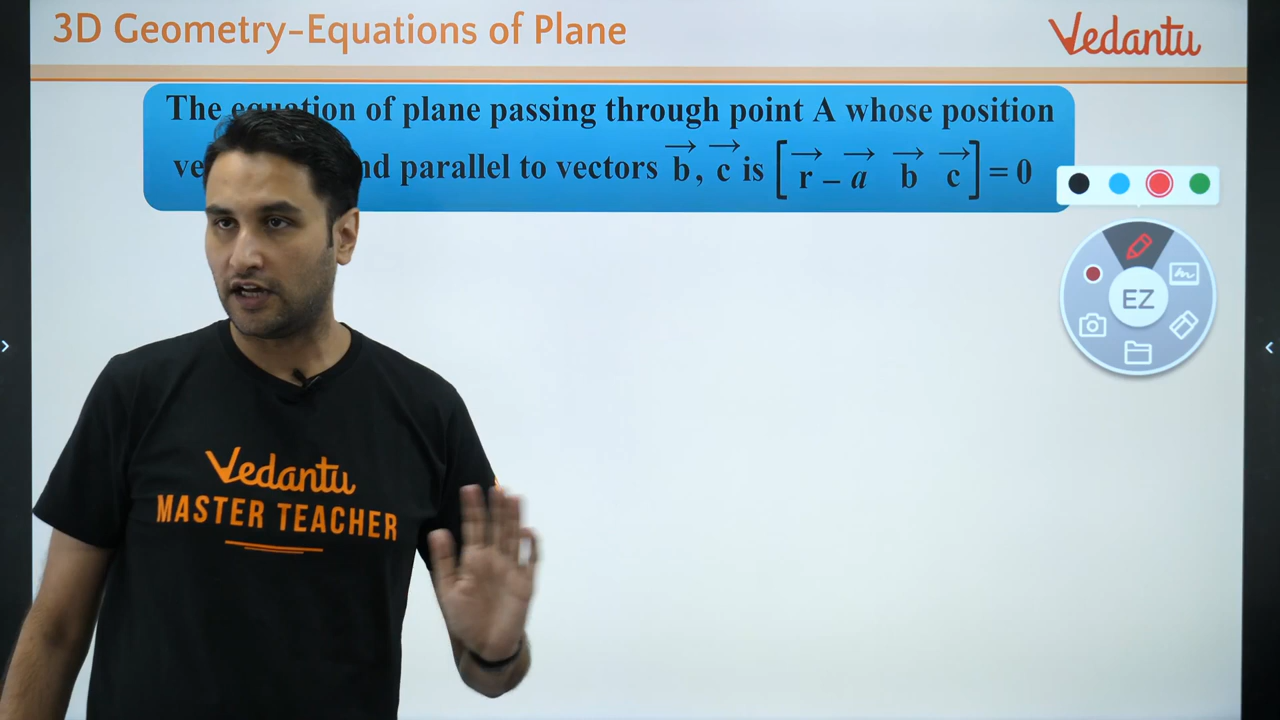 3D Geometry-Equations of Plane
Vedantu
The equation of plane passing through point A whose position
and parallel to vectors b⃗, c⃗ is [r⃗ – a⃗ b⃗ c⃗] = 0
EZ
Vedantu
MASTER TEACHER